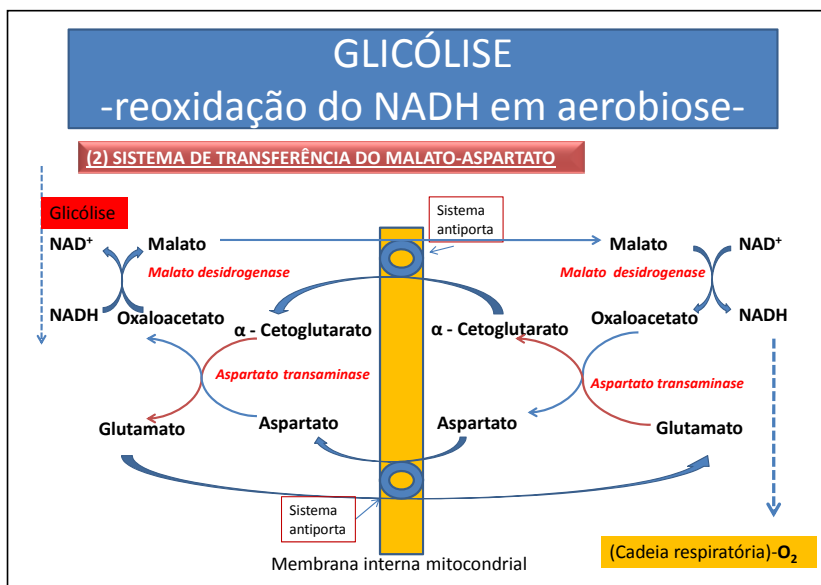 GLICÓLISE
-reoxidação do NADH em aerobiose-
(2) SISTEMA DE TRANSFERÊNCIA DO MALATO-ASPARTATO
Sistema
antiporta
Glicólise
NAD⁺
Malato
Malato
NAD⁺
Malato desidrogenase
Malato desidrogenase
NADH
Oxaloacetato
α - Cetoglutarato
α - Cetoglutarato
Oxaloacetato
NADH
Aspartato transaminase
Aspartato transaminase
Glutamato
Aspartato
Aspartato
Glutamato
Sistema
antiporta
Membrana interna mitocondrial
(Cadeia respiratória)-O₂